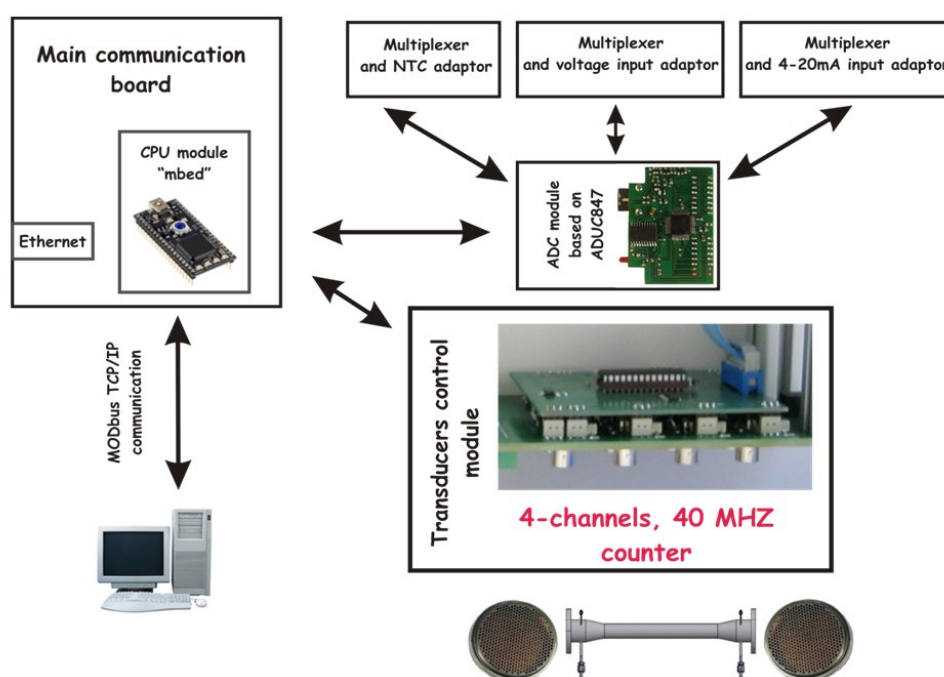 Main communication
board
CPU module
"mbed"
Ethernet
Multiplexer
and NTC adaptor
Multiplexer
and voltage input adaptor
Multiplexer
and 4-20mA input adaptor
ADC module
based on
ADUC847
MODbbus TCP/IP
communication
Transducers control
module
4-channels, 40 MHZ
counter